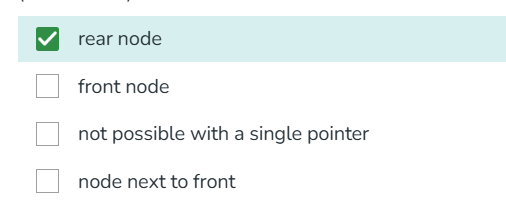 rear node
front node
not possible with a single pointer
node next to front